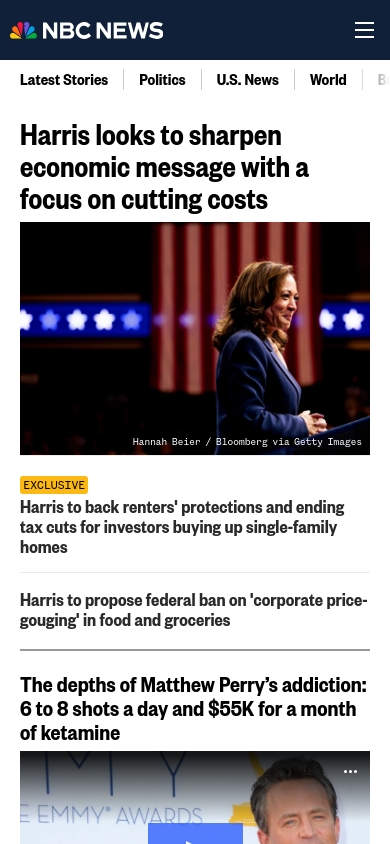 NBC NEWS
Latest Stories
Politics
U.S. News
World
Harris looks to sharpen
economic message with a
focus on cutting costs
Hannah Beier / Bloomberg via Getty Images
EXCLUSIVE
Harris to back renters' protections and ending
tax cuts for investors buying up single-family
homes
Harris to propose federal ban on 'corporate price-
gouging' in food and groceries
The depths of Matthew Perry’s addiction:
6 to 8 shots a day and $55K for a month
of ketamine
EMMY® AWARDS